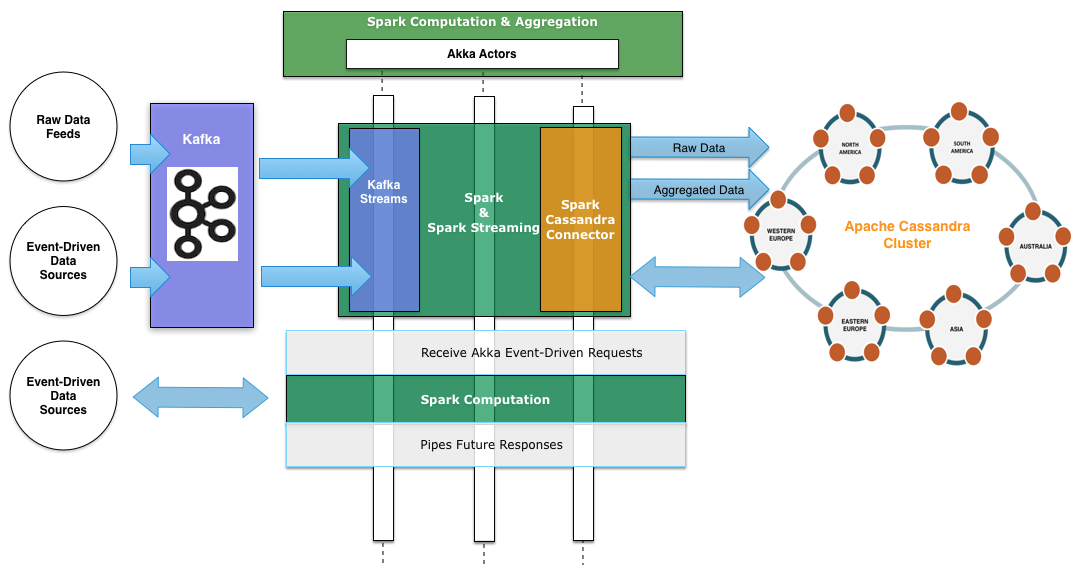 Spark Computation & Aggregation
Akka Actors
Raw Data
Feeds
Kafka
Event-Driven
Data
Sources
Event-Driven
Data
Sources
Kafka
Streams
Spark
&
Spark Streaming
Spark
Cassandra
Connector
Raw Data
Aggregated Data
Receive Akka Event-Driven Requests
Spark Computation
Pipes Future Responses
NORTH
AMERICA
SOUTH
AMERICA
WESTERN
EUROPE
Apache Cassandra
Cluster
AUSTRALIA
EASTERN
EUROPE
ASIA